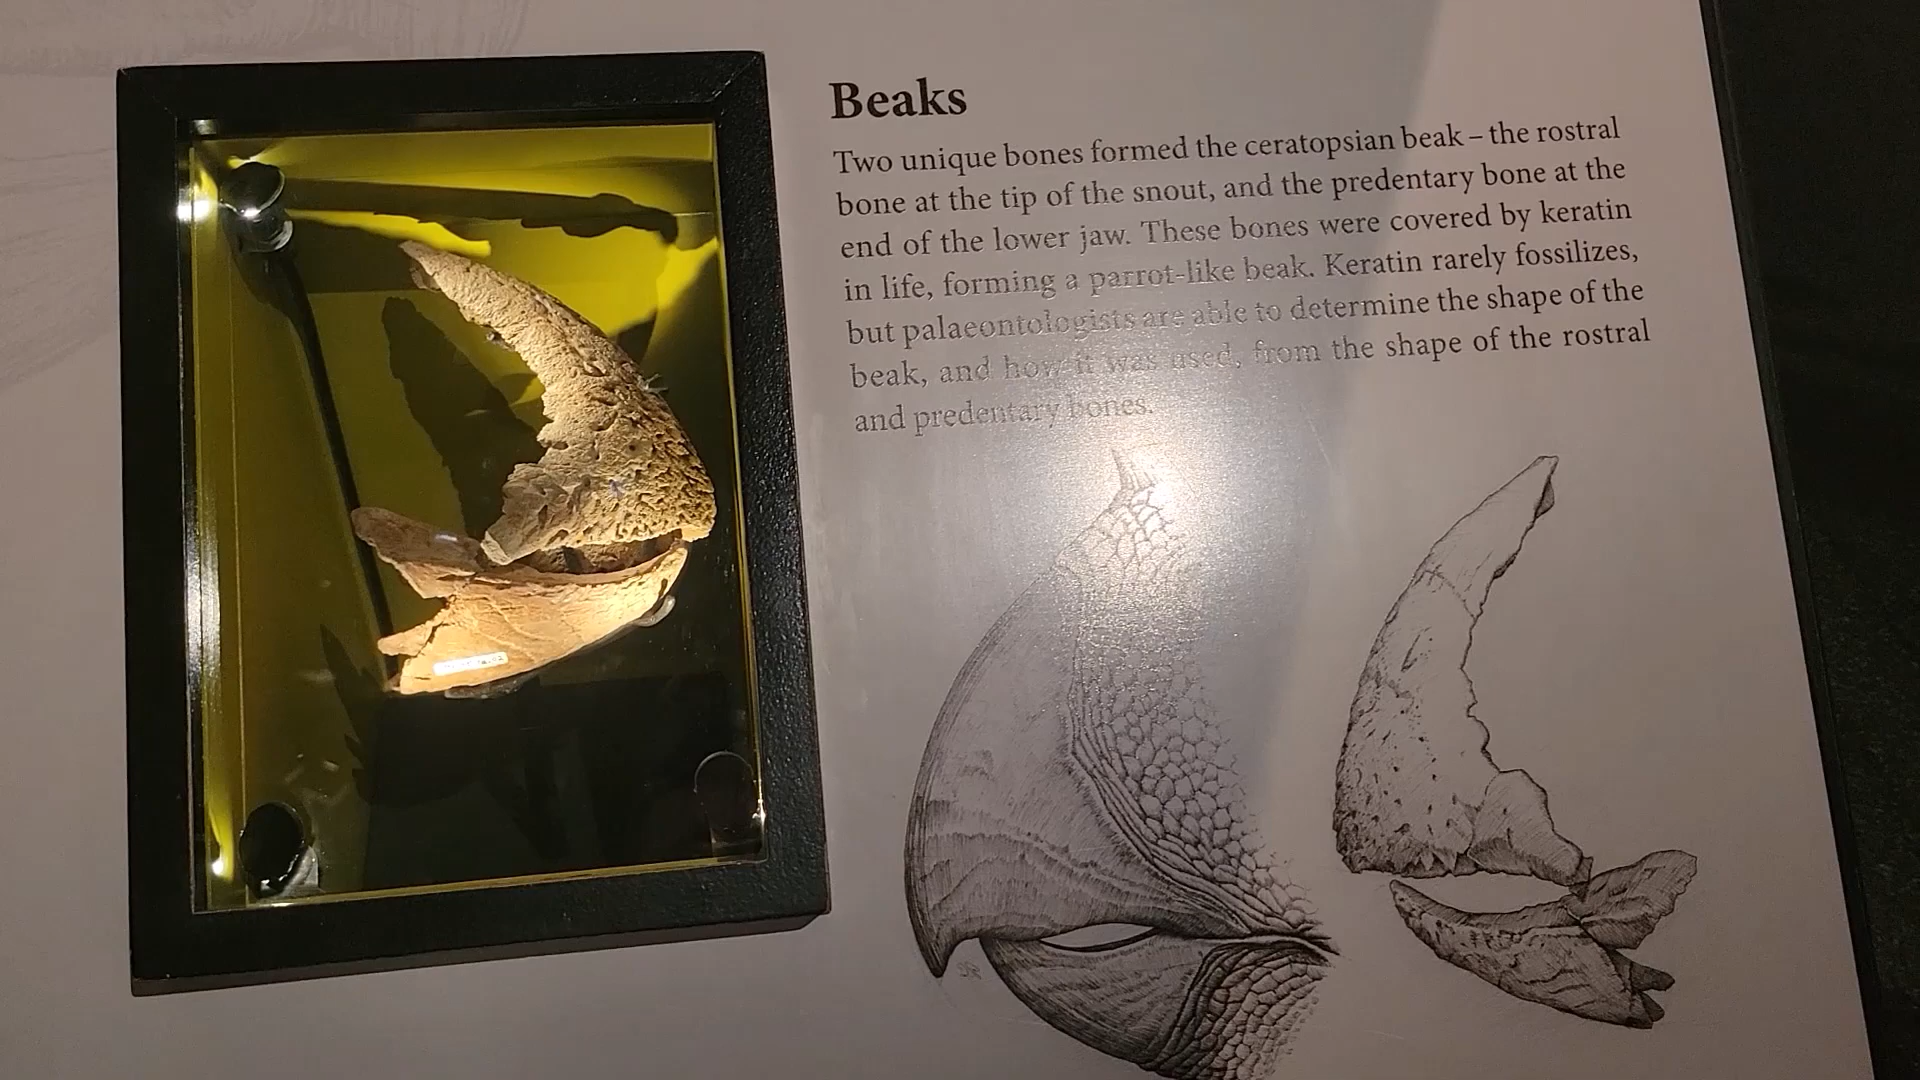 Beaks
Two unique bones formed the ceratopsian beak – the rostral
bone at the tip of the snout, and the predentary bone at the
end of the lower jaw. These bones were covered by keratin
in life, forming a parrot-like beak. Keratin rarely fossilizes,
but palaeontologists are able to determine the shape of the
beak, and how it was used, from the shape of the rostral
and predentary bones.